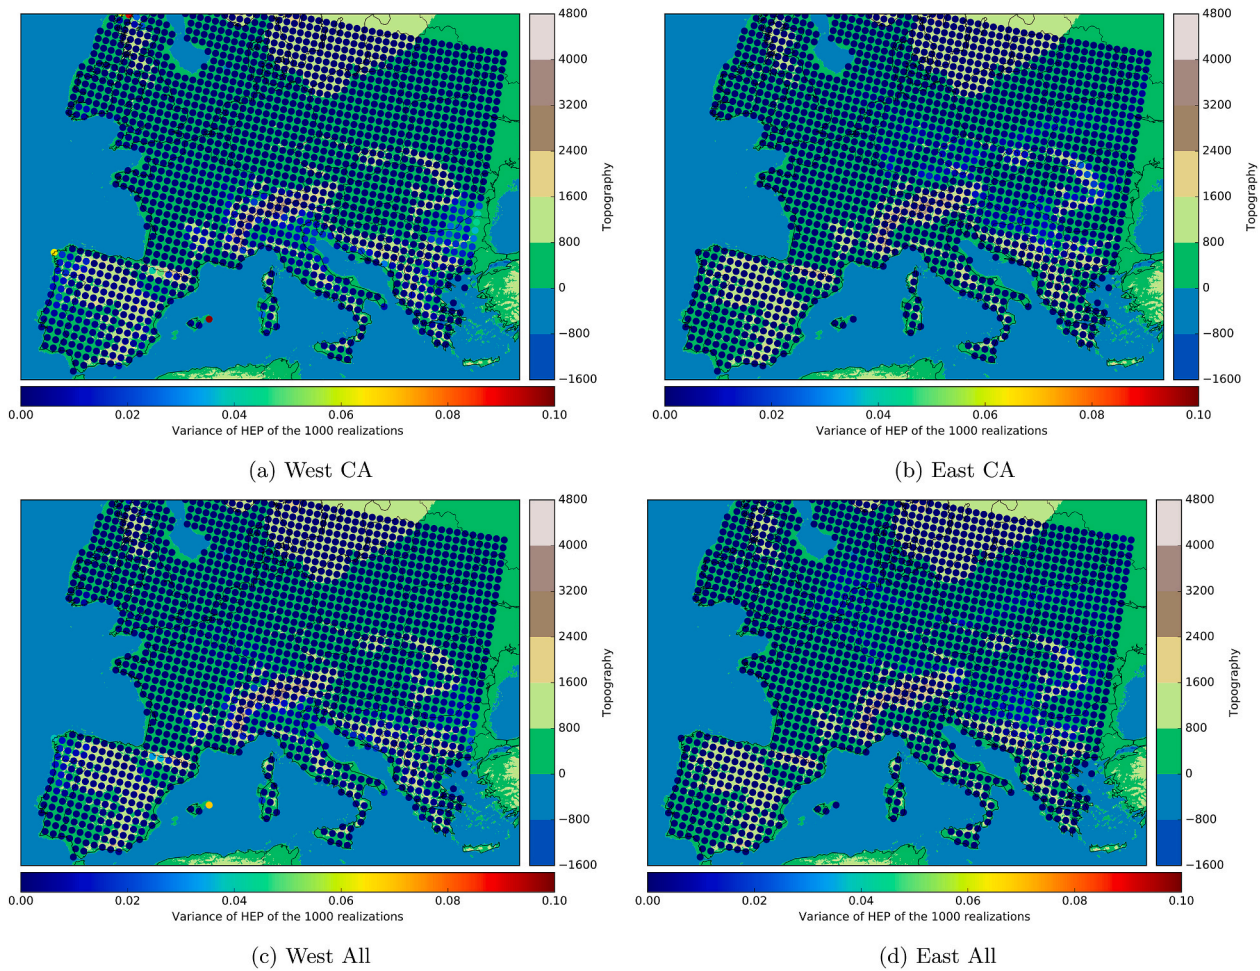 4800
4000
3200
2400
1600
800
0
−800
−1600
Topography
0.00 0.02 0.04 0.06 0.08 0.10
Variance of HEP of the 1000 realizations
(a) West CA
4800
4000
3200
2400
1600
800
0
−800
−1600
Topography
0.00 0.02 0.04 0.06 0.08 0.10
Variance of HEP of the 1000 realizations
(b) East CA
4800
4000
3200
2400
1600
800
0
−800
−1600
Topography
0.00 0.02 0.04 0.06 0.08 0.10
Variance of HEP of the 1000 realizations
(c) West All
4800
4000
3200
2400
1600
800
0
−800
−1600
Topography
0.00 0.02 0.04 0.06 0.08 0.10
Variance of HEP of the 1000 realizations
(d) East All